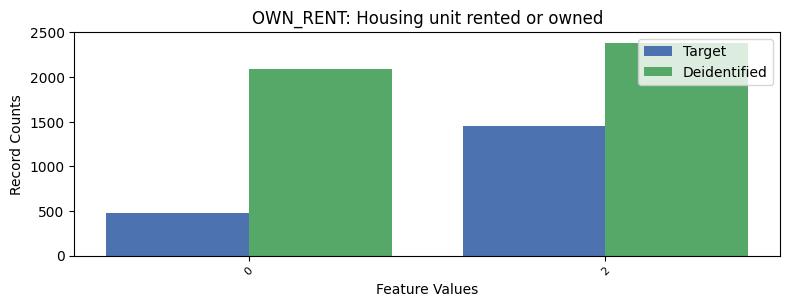 OWN_RENT: Housing unit rented or owned
Record Counts
2500
2000
1500
1000
500
0
Target
Deidentified
0
2
Feature Values